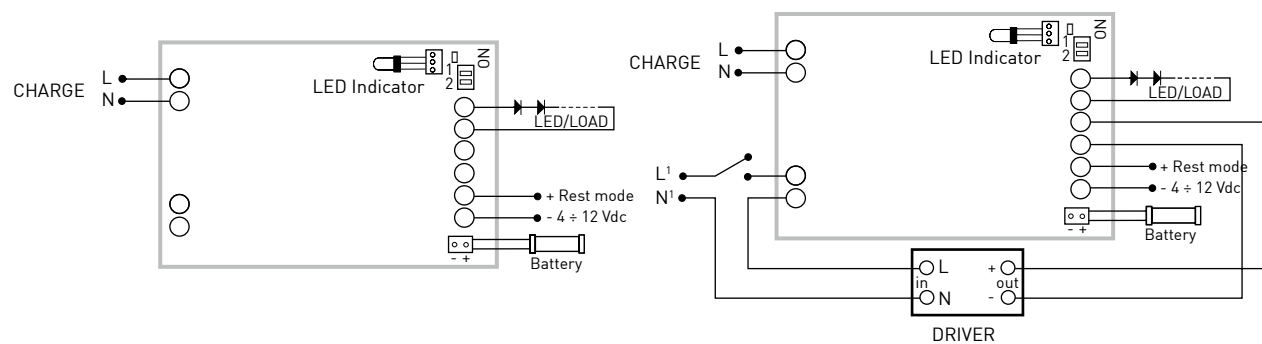 CHARGE
L
N
LED Indicator
1
2
ON
LED/LOAD
+ Rest mode
- 4 ÷ 12 Vdc
- +
Battery
CHARGE
L
N
LED Indicator
1
2
ON
LED/LOAD
L¹
N¹
+ Rest mode
- 4 ÷ 12 Vdc
- +
Battery
L
+
in
out
N
-
DRIVER